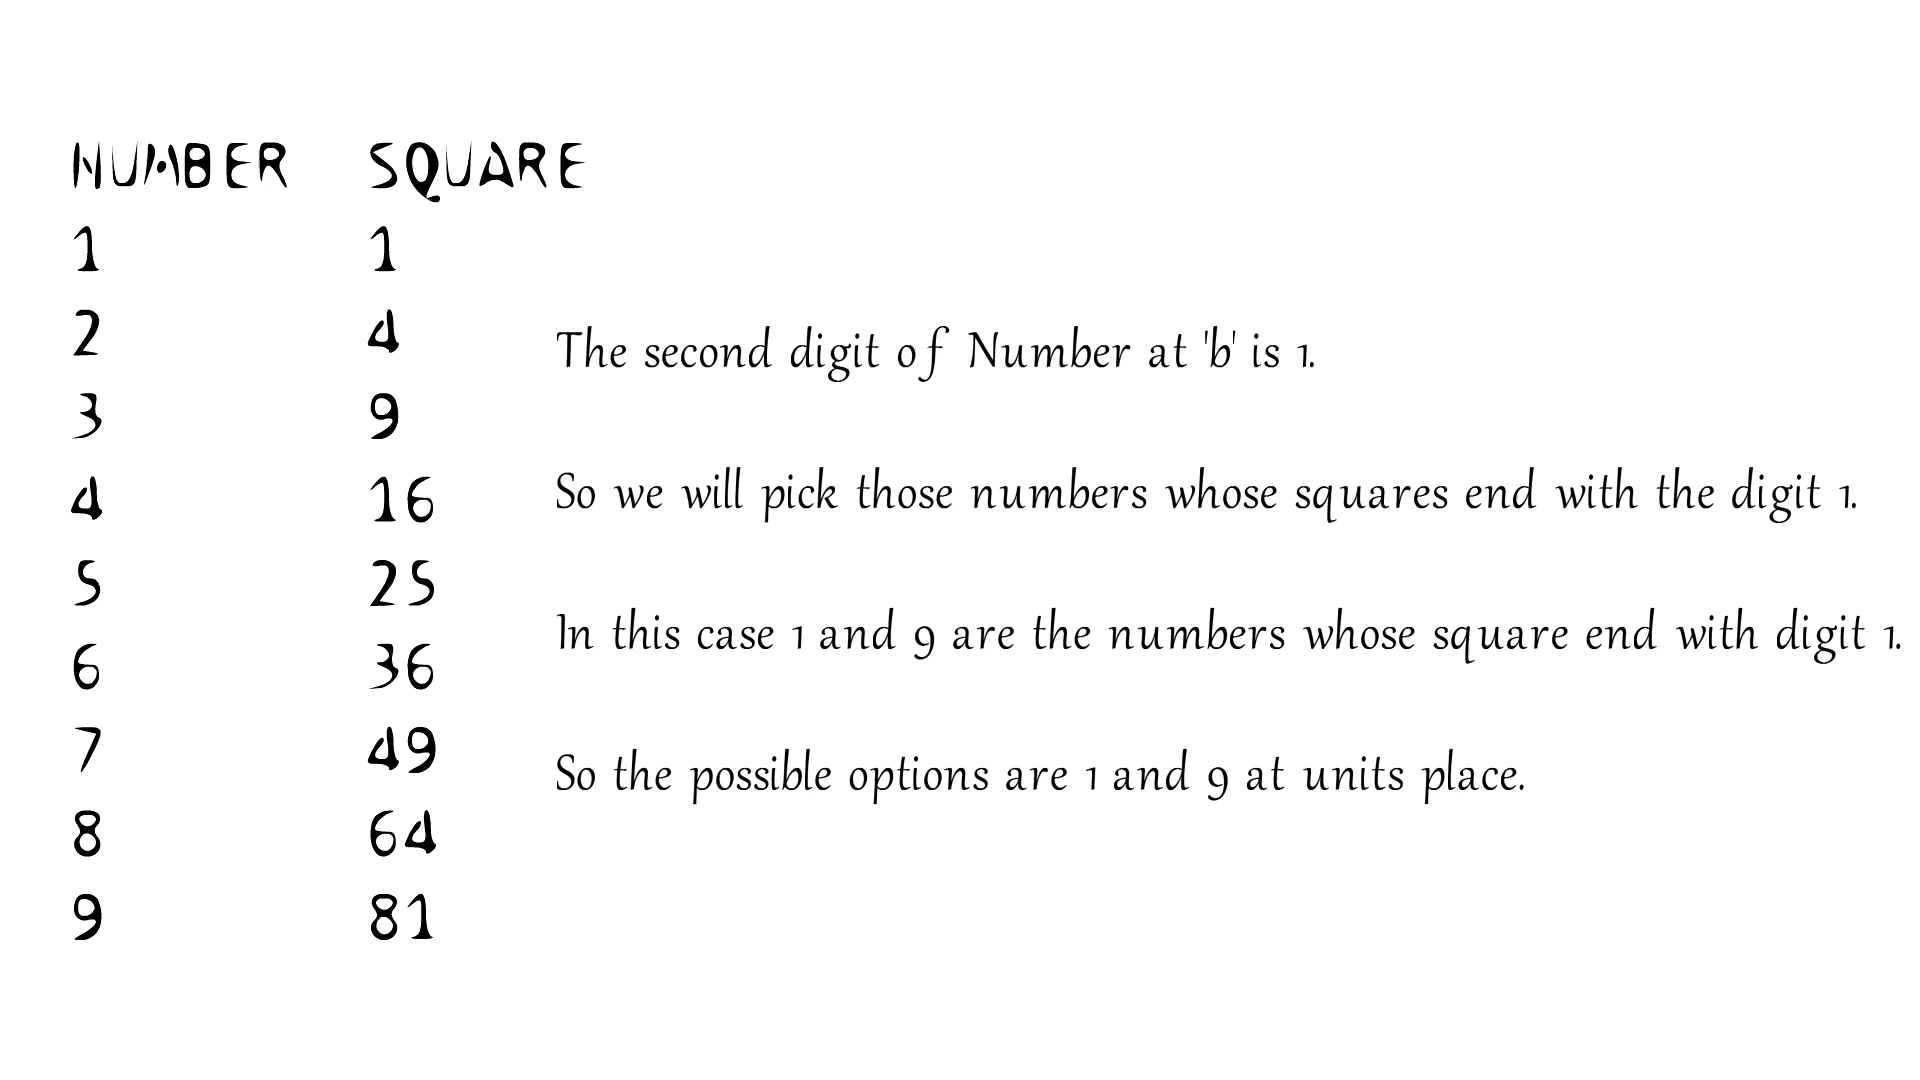 NUMBER SQUARE
1 1
2 4
The second digit of Number at 'b' is 1.
3 9
4 16
So we will pick those numbers whose squares end with the digit 1.
5 25
6 36
In this case 1 and 9 are the numbers whose square end with digit 1.
7 49
So the possible options are 1 and 9 at units place.
8 64
9 81